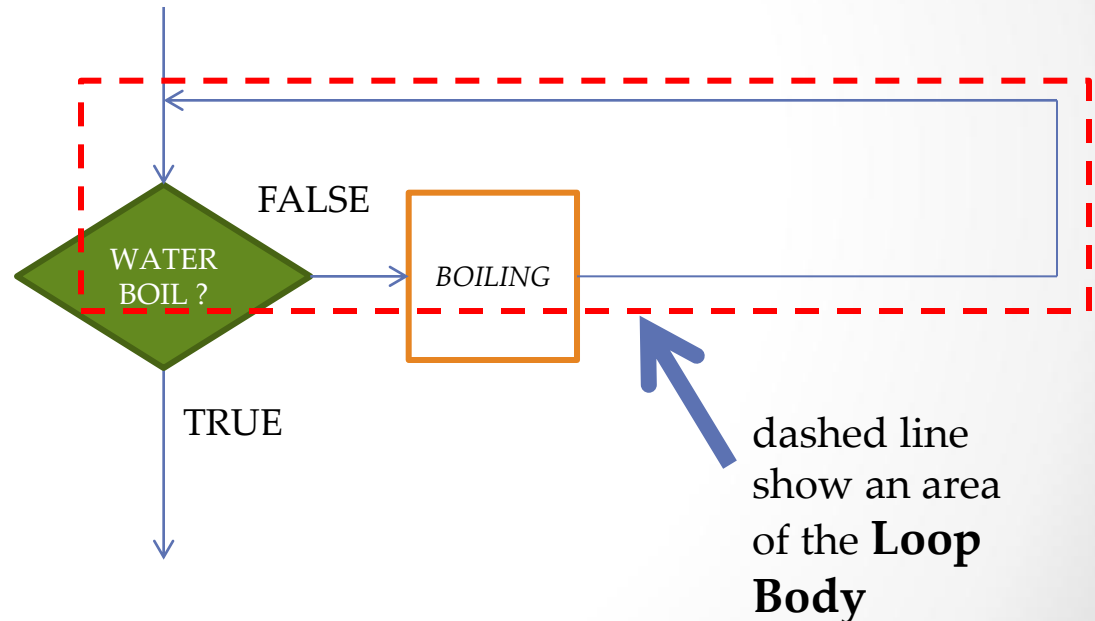 FALSE
WATER
BOIL ?
BOILING
TRUE
dashed line
show an area
of the Loop
Body